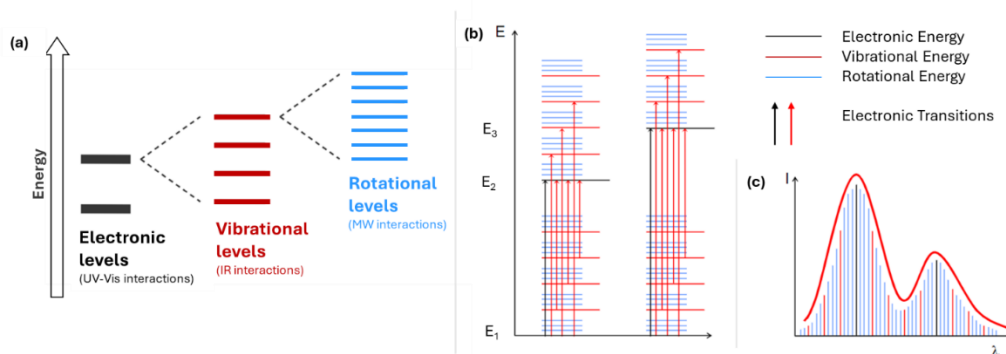 (a)
Energy
Electronic
levels
(UV-Vis interactions)
Vibrational
levels
(IR interactions)
Rotational
levels
(MW interactions)
(b)
E
E3
E2
E1
Electronic Energy
Vibrational Energy
Rotational Energy
Electronic Transitions
(c)
I
λ